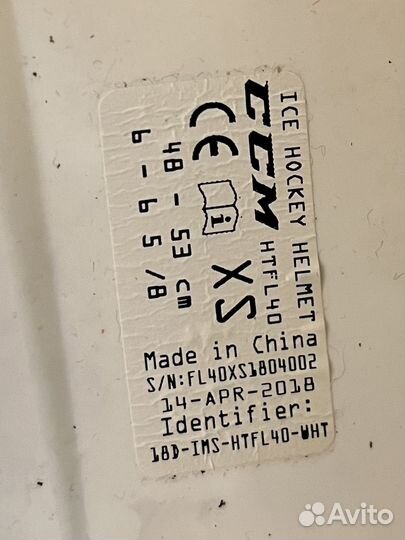 ICE HOCKEY HELMET
CCM HTFL40
CE i XS
48 - 53 cm
6 - 6 5/8
Made in China
S/N:FL40XS1804002
14-APR-2018
Identifier:
18D-IMS-HTFL40-WHT
Avito